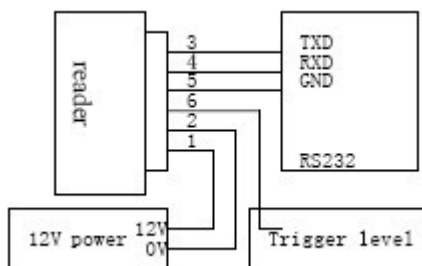 reader
3
4
5
6
2
1
TXD
RXD
GND
RS232
12V power
12V
0V
Trigger level